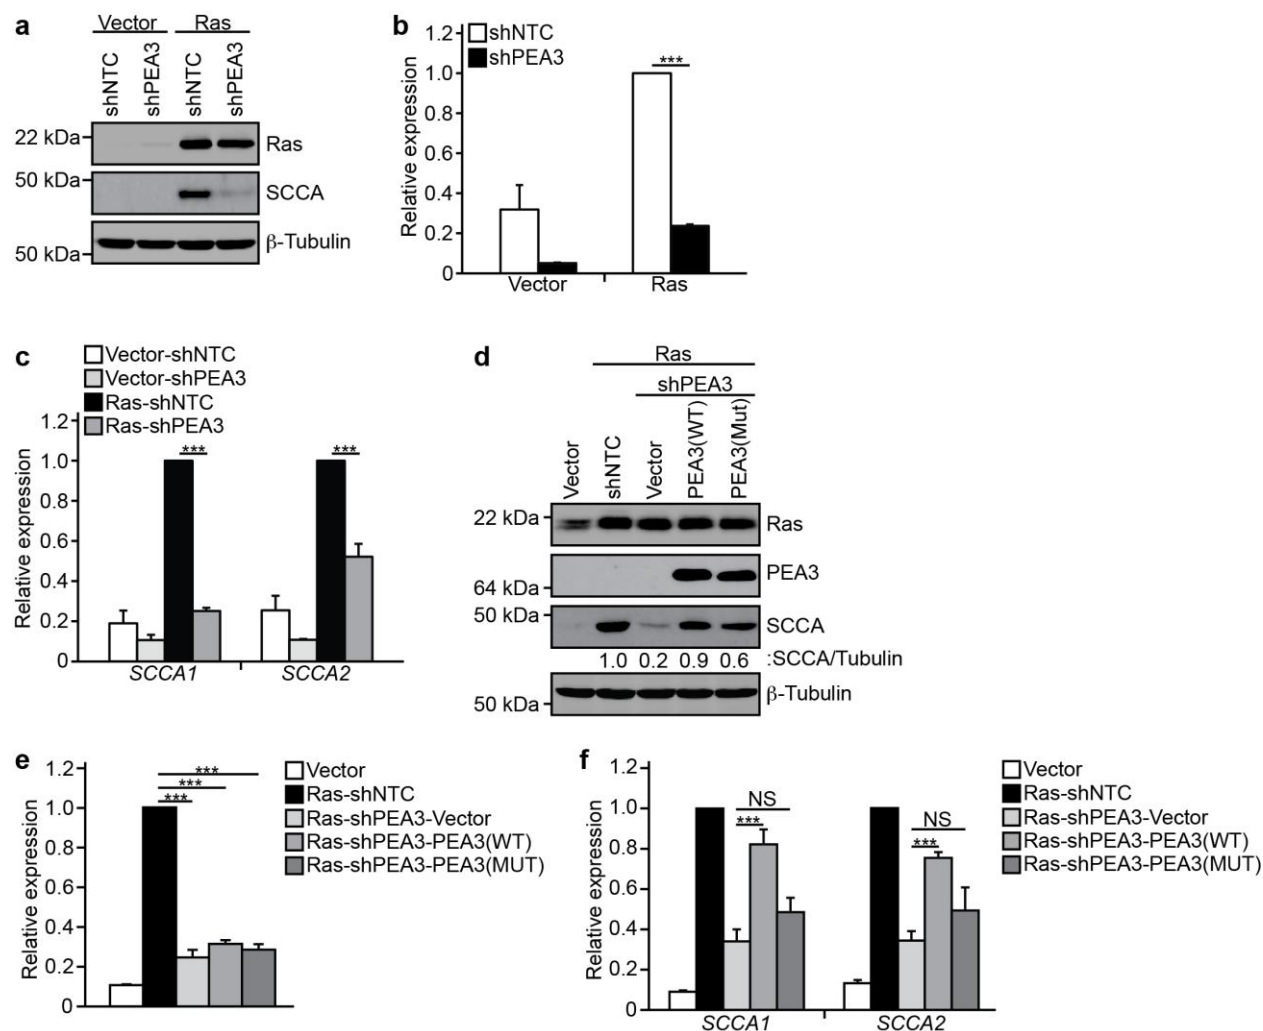 a
Vector Ras
shNTC
shPEA3
shNTC
shPEA3
22 kDa
Ras
50 kDa
SCCA
50 kDa
β-Tubulin
b
shNTC
shPEA3
Relative expression
1.2
1.0
0.8
0.6
0.4
0.2
0
***
Vector Ras
c
Vector-shNTC
Vector-shPEA3
Ras-shNTC
Ras-shPEA3
Relative expression
1.2
1.0
0.8
0.6
0.4
0.2
0
*** ***
SCCA1 SCCA2
d
Ras
shPEA3
Vector
shNTC
Vector
PEA3(WT)
PEA3(Mut)
22 kDa
Ras
PEA3
64 kDa
50 kDa
SCCA
1.0 0.2 0.9 0.6 :SCCA/Tubulin
β-Tubulin
50 kDa
e
Relative expression
1.2
1.0
0.8
0.6
0.4
0.2
0
***
***
***
Vector
Ras-shNTC
Ras-shPEA3-Vector
Ras-shPEA3-PEA3(WT)
Ras-shPEA3-PEA3(MUT)
f
Relative expression
1.2
1.0
0.8
0.6
0.4
0.2
0
NS NS
*** ***
SCCA1 SCCA2
Vector
Ras-shNTC
Ras-shPEA3-Vector
Ras-shPEA3-PEA3(WT)
Ras-shPEA3-PEA3(MUT)